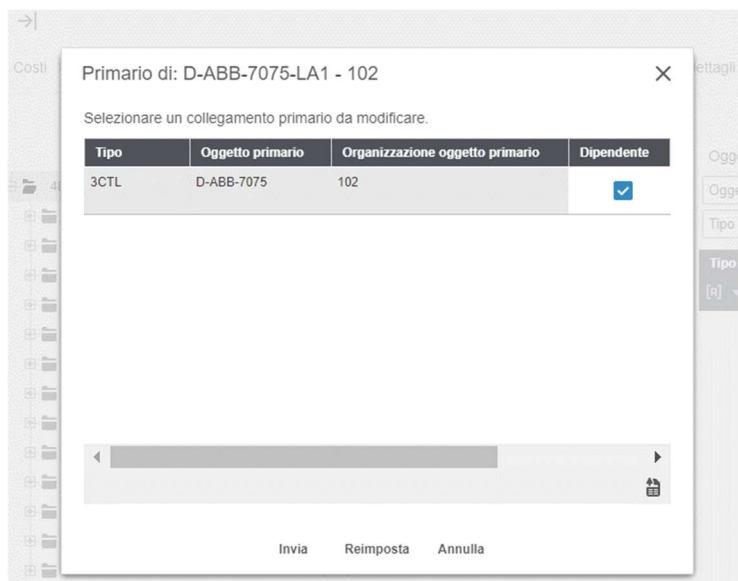 Costi
ettagli
Primario di: D-ABB-7075-LA1 - 102
Selezionare un collegamento primario da modificare.
Tipo Oggetto primario Organizzazione oggetto primario Dipendente
3CTL D-ABB-7075 102
Ogge
Ogge
Tipo
Tipo
[R]
Invia Reimposta Annulla